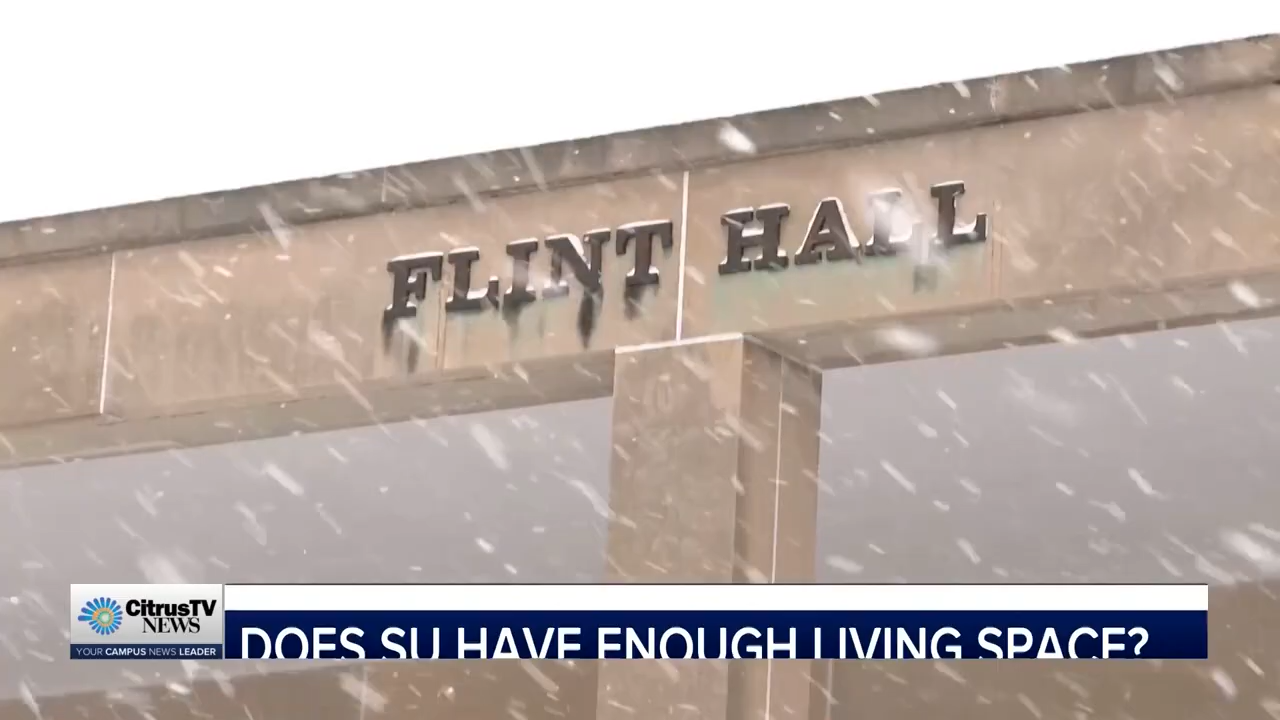 FLINT HALL
CitrusTV
NEWS
YOUR CAMPUS NEWS LEADER
DOES SU HAVE ENOUGH LIVING SPACE?